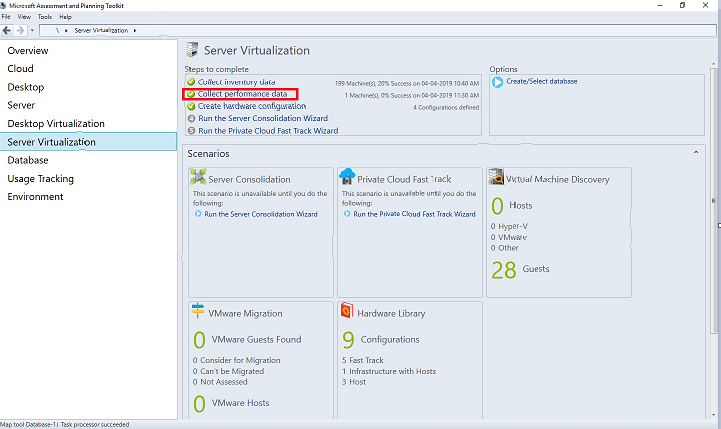 Microsoft Assessment and Planning Toolkit
File View Tools Help
\ ▸ Server Virtualization ▸
Overview
Cloud
Desktop
Server
Desktop Virtualization
Server Virtualization
Database
Usage Tracking
Environment
Server Virtualization
Steps to complete
Collect inventory data 199 Machine(s), 20% Success on 04-04-2019 10:40 AM
Collect performance data 1 Machine(s), 0% Success on 04-04-2019 11:30 AM
Create hardware configuration 4 Configurations defined
4 Run the Server Consolidation Wizard
5 Run the Private Cloud Fast Track Wizard
Options
Create/Select database
Scenarios
Server Consolidation
This scenario is unavailable until you do the
following:
Run the Server Consolidation Wizard
Private Cloud Fast Track
This scenario is unavailable until you do the
following:
Run the Private Cloud Fast Track Wizard
Virtual Machine Discovery
0 Hosts
0 Hyper-V
0 VMware
0 Other
28 Guests
VMware Migration
0 VMware Guests Found
0 Consider for Migration
0 Can't be Migrated
0 Not Assessed
0 VMware Hosts
Hardware Library
9 Configurations
5 Fast Track
1 Infrastructure with Hosts
3 Host
Map tool Database-1| Task processor succeeded